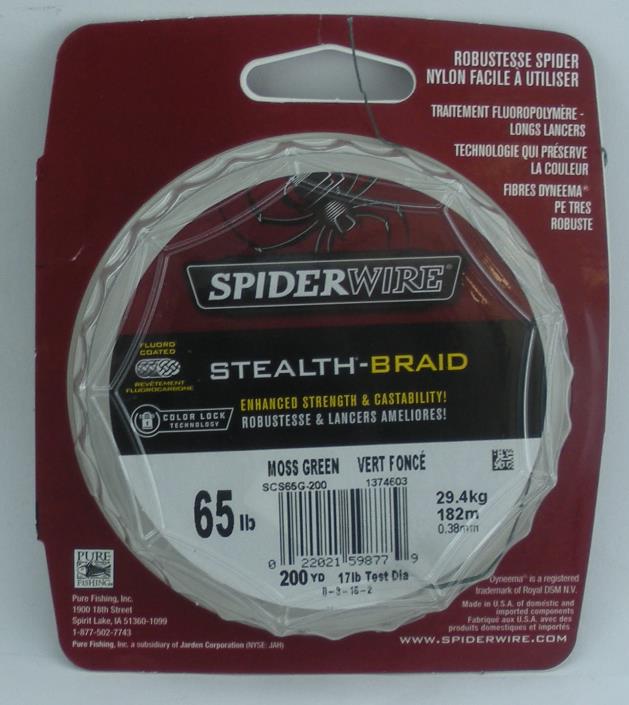 ROBUSTESSE SPIDER
NYLON FACILE À UTILISER
TRAITEMENT FLUOROPOLYMÈRE -
LONGS LANCERS
TECHNOLOGIE QUI PRÉSERVE
LA COULEUR
FIBRES DYNEEMA®
PE TRES
ROBUSTE
SPIDERWIRE®
FLUORO
COATED
REVÊTEMENT
FLUOROCARBONE
STEALTH-BRAID
COLOR LOCK
TECHNOLOGY
ENHANCED STRENGTH & CASTABILITY!
ROBUSTESSE & LANCERS AMELIORES!
MOSS GREEN VERT FONCÉ
SCS65G-200 1374603
65 lb
29.4kg
182m
0.38mm
0 22021 59877 9
200 YD 17lb Test Dia
PURE
FISHING
Pure Fishing, Inc.
1900 18th Street
Spirit Lake, IA 51360-1099
1-877-502-7743
Pure Fishing, Inc. a subsidiary of Jarden Corporation (NYSE: JAH)
Dyneema® is a registered
trademark of Royal DSM N.V.
Made in U.S.A. of domestic and
imported components
Fabriqué aux U.S.A. avec des
produits domestiques et importés
WWW.SPIDERWIRE.COM